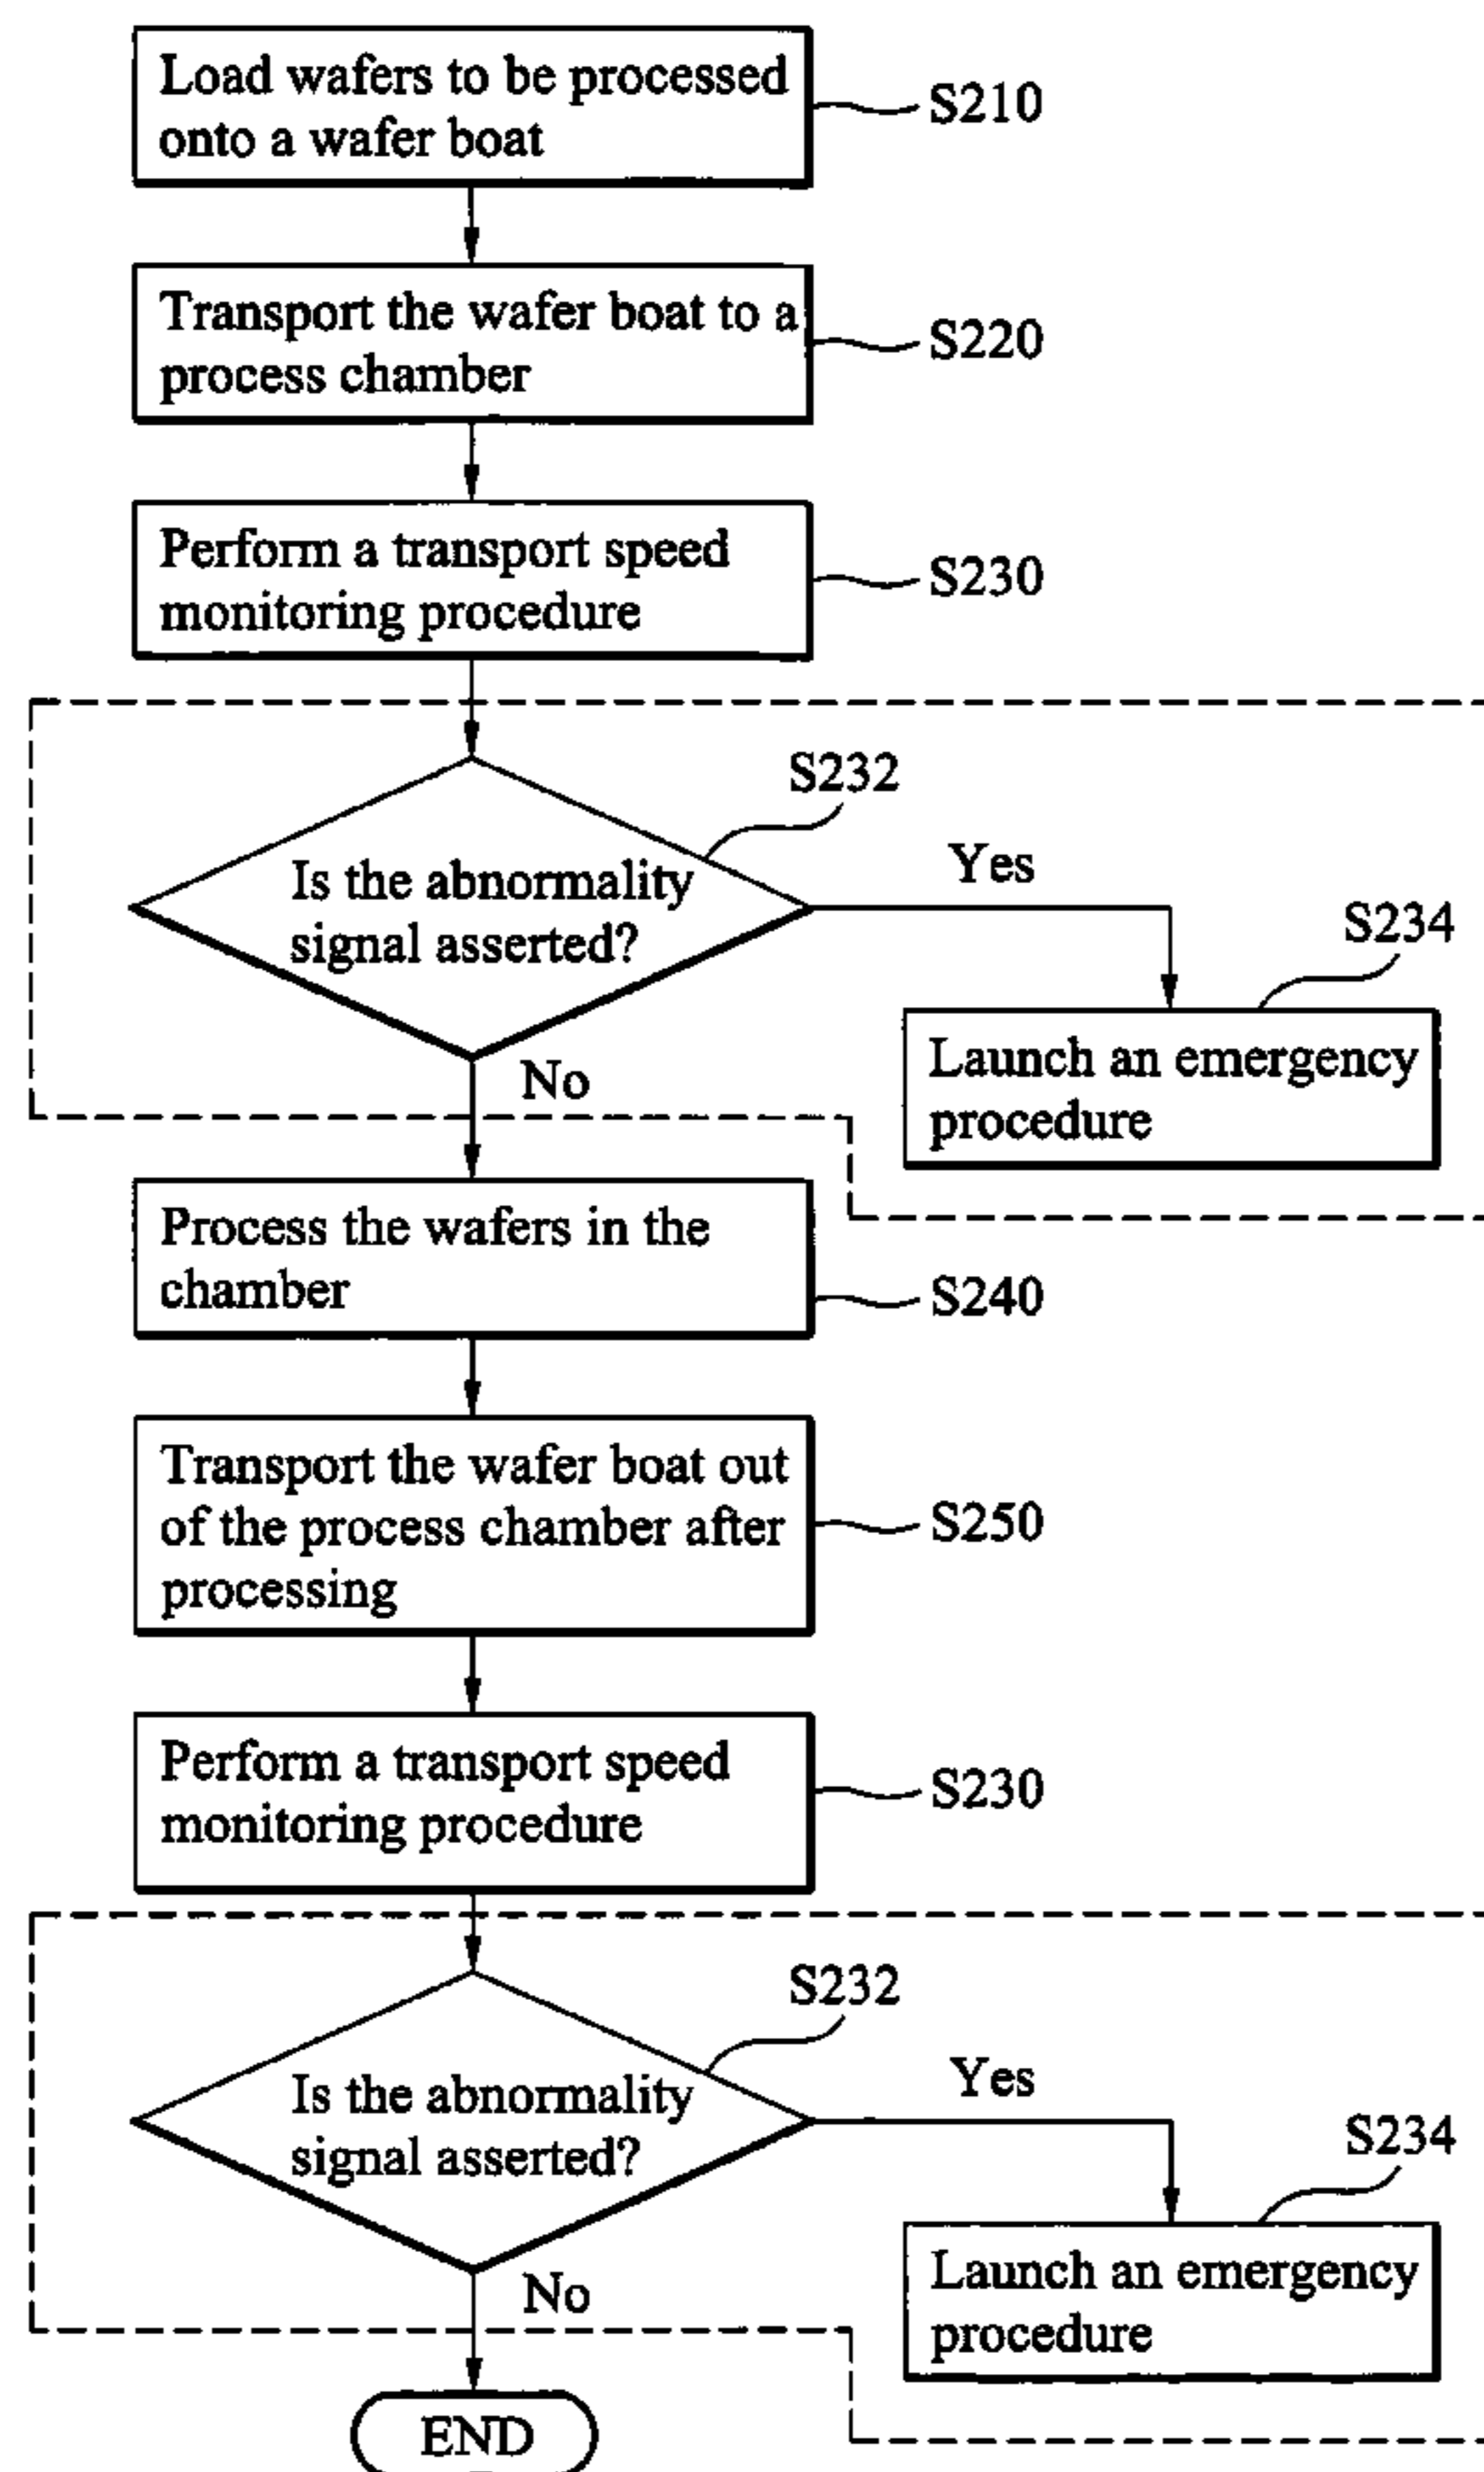 Load wafers to be processed
onto a wafer boat
S210
Transport the wafer boat to a
process chamber
S220
Perform a transport speed
monitoring procedure
S230
S232
Is the abnormality
signal asserted?
Yes
S234
Launch an emergency
procedure
No
Process the wafers in the
chamber
S240
Transport the wafer boat out
of the process chamber after
processing
S250
Perform a transport speed
monitoring procedure
S230
S232
Is the abnormality
signal asserted?
Yes
S234
Launch an emergency
procedure
No
END